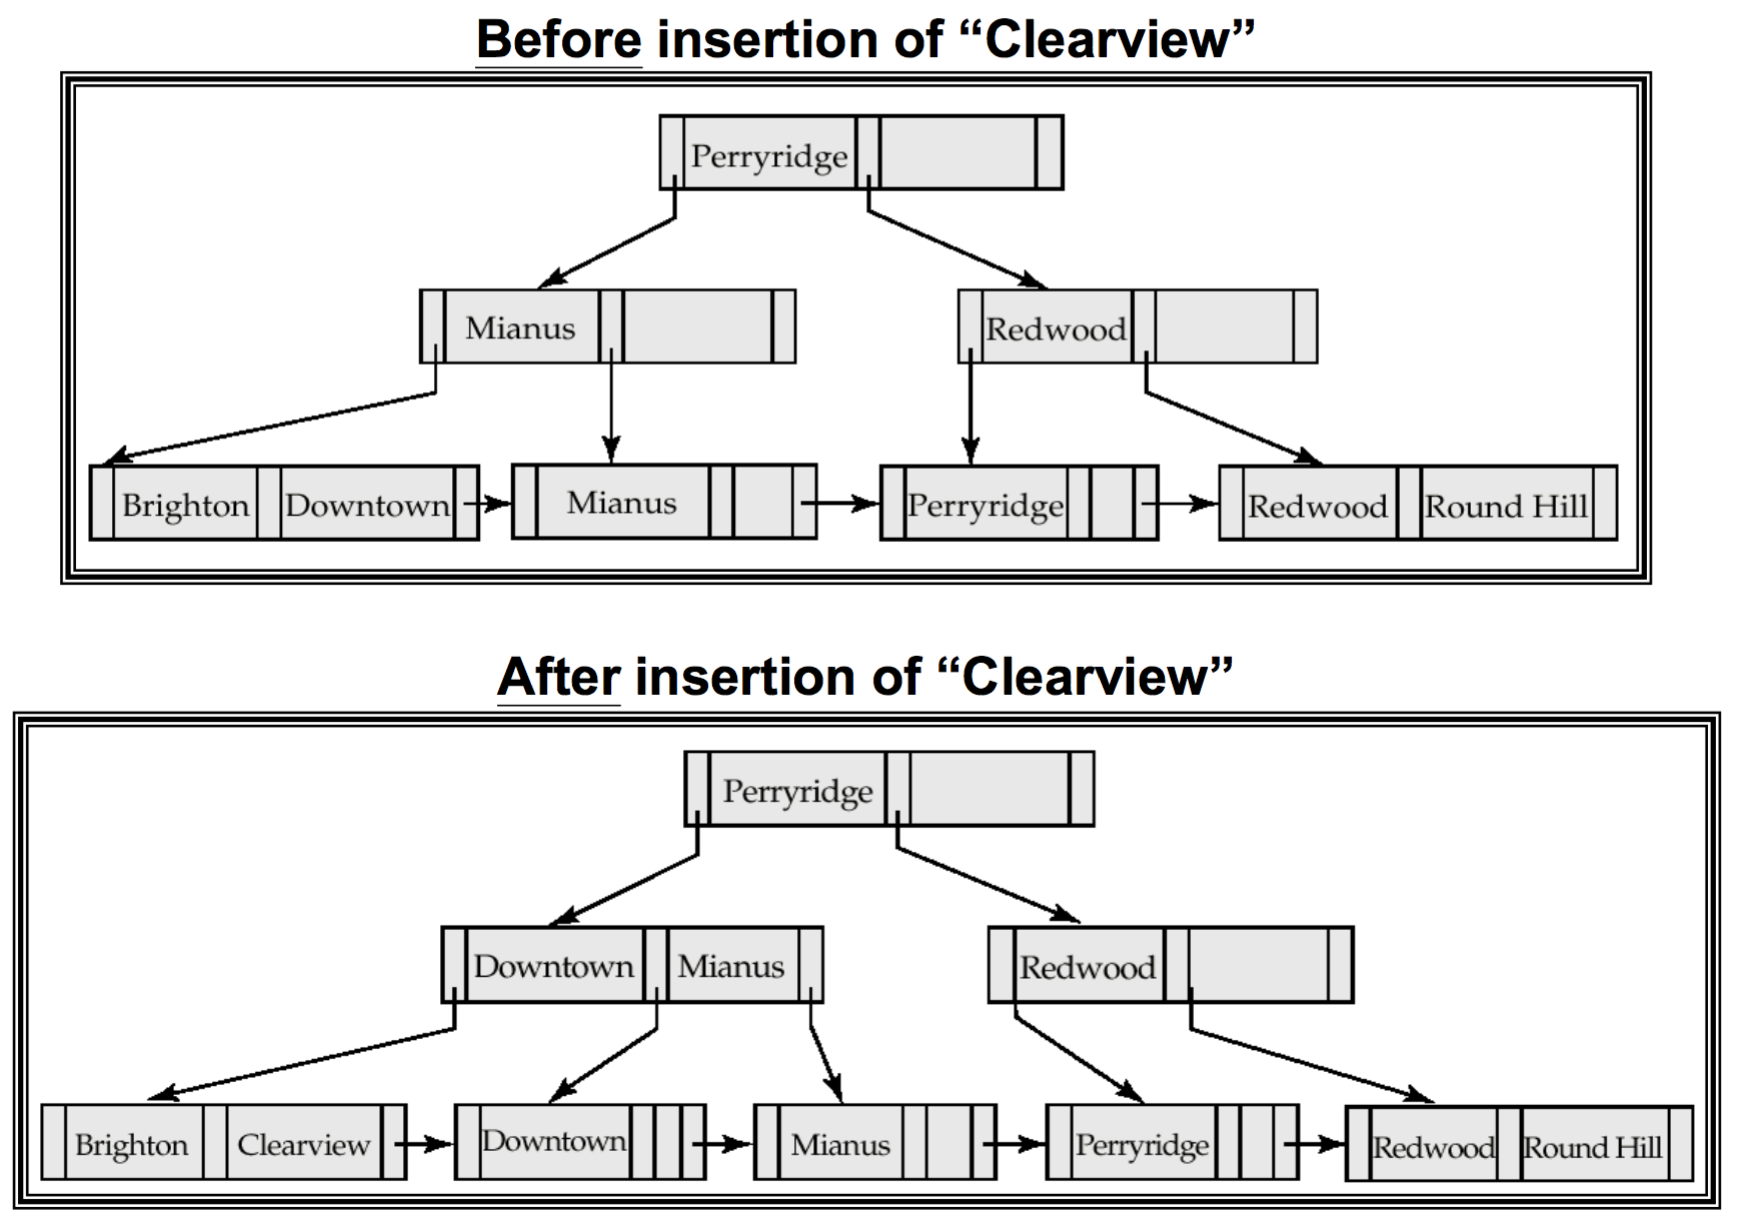 Before insertion of “Clearview”
Perryridge
Mianus
Redwood
Brighton Downtown Mianus Perryridge Redwood Round Hill
After insertion of “Clearview”
Perryridge
Downtown Mianus
Redwood
Brighton Clearview Downtown Mianus Perryridge Redwood Round Hill